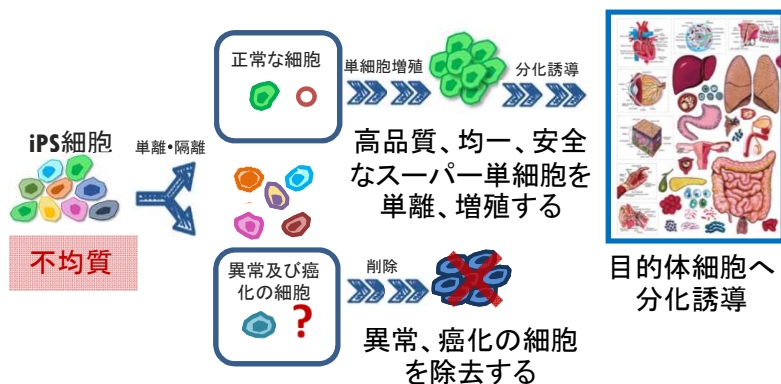 iPS細胞
不均質
単離・隔離
正常な細胞
単細胞増殖
分化誘導
高品質、均一、安全
なスーパー単細胞を
単離、増殖する
異常及び癌
化の細胞
?
削除
異常、癌化の細胞
を除去する
目的体細胞へ
分化誘導